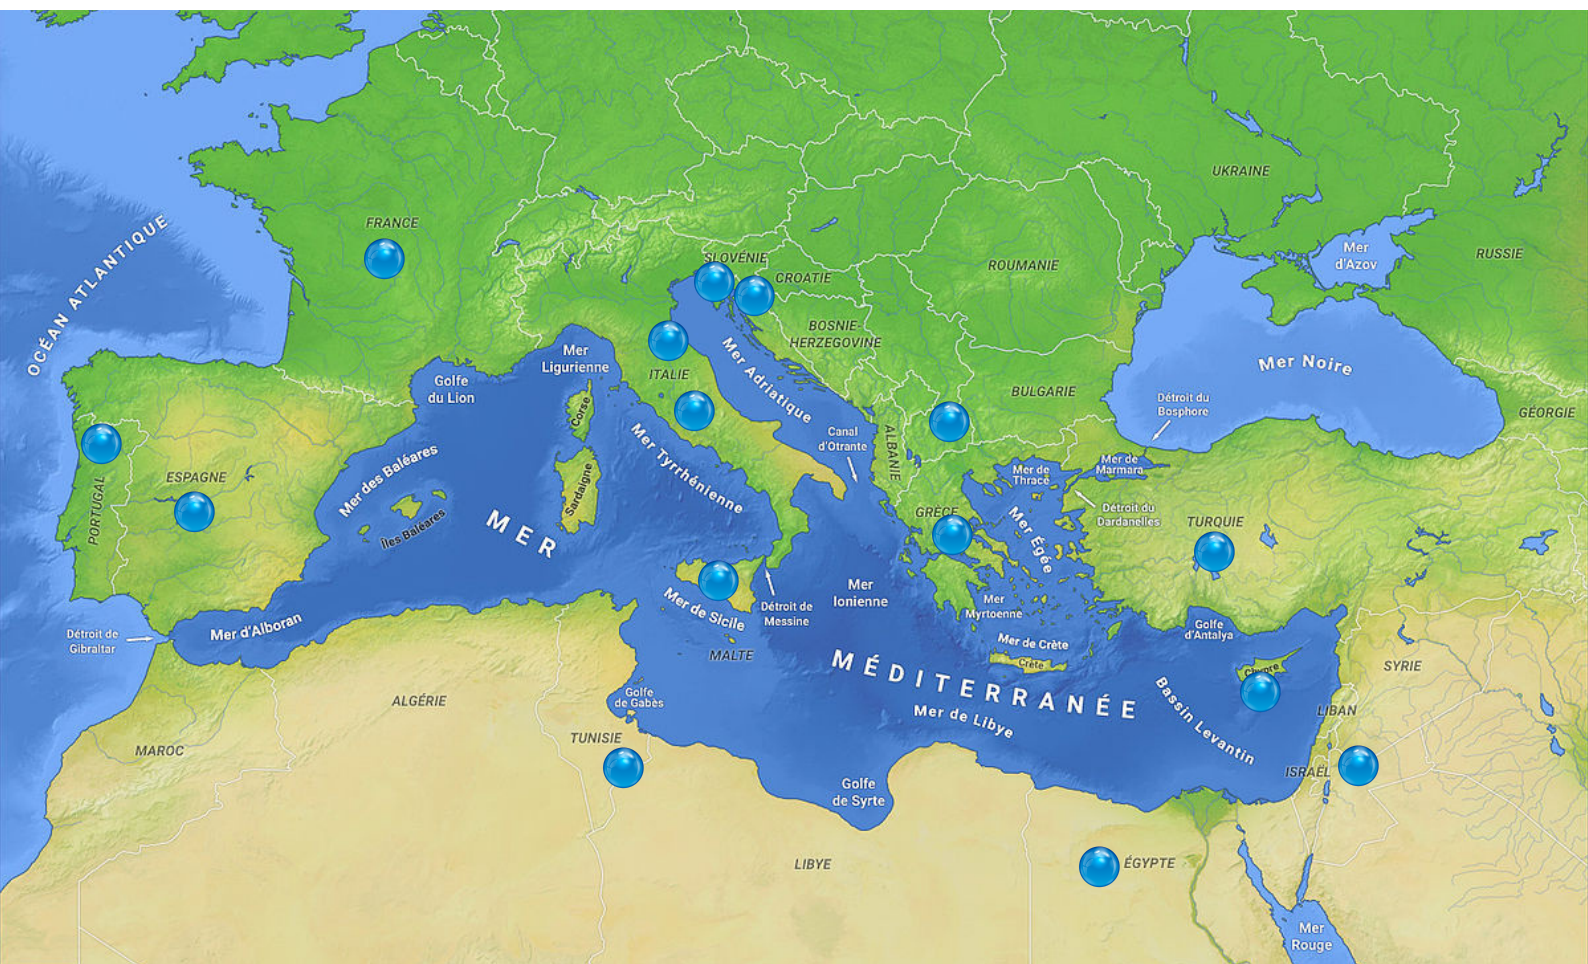 UKRAINE
FRANCE
OCÉAN ATLANTIQUE
Mer
d'Azov
RUSSIE
SLOVÉNIE
CROATIE
ROUMANIE
BOSNIE-
HERZEGOVINE
Mer
Ligurienne
Mer Noire
ITALIE
Mer Adriatique
Golfe
du Lion
BULGARIE
Détroit du
Bosphore
Corse
GÉORGIE
Canal
d'Otrante
ALBANIE
Mer des Baléares
Mer Tyrrhénienne
Mer de
Thrace
Mer de
Marmara
ESPAGNE
PORTUGAL
Sardaigne
Îles Baléares
GRÈCE
Mer Égée
Détroit du
Dardanelles
TURQUIE
MER
Mer
Ionienne
Mer
Myrtoenne
Mer de Sicile
Détroit de
Messine
Détroit de
Gibraltar
Mer d'Alboran
Golfe
d'Antalya
Mer de Crète
Crète
MALTE
MÉDITERRANÉE
Chypre
SYRIE
Bassin Levantin
LIBAN
ALGÉRIE
Golfe
de Gabès
Mer de Libye
MAROC
TUNISIE
ISRAËL
Golfe
de Syrte
LIBYE
ÉGYPTE
Mer
Rouge